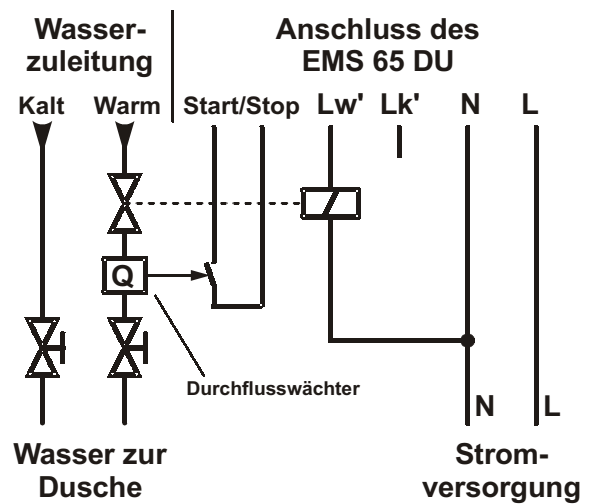 Wasser-
zuleitung
Anschluss des
EMS 65 DU
Kalt Warm Start/Stop Lw' Lk' N L
Q
Durchflusswächter
N L
Wasser zur
Dusche
Strom-
versorgung